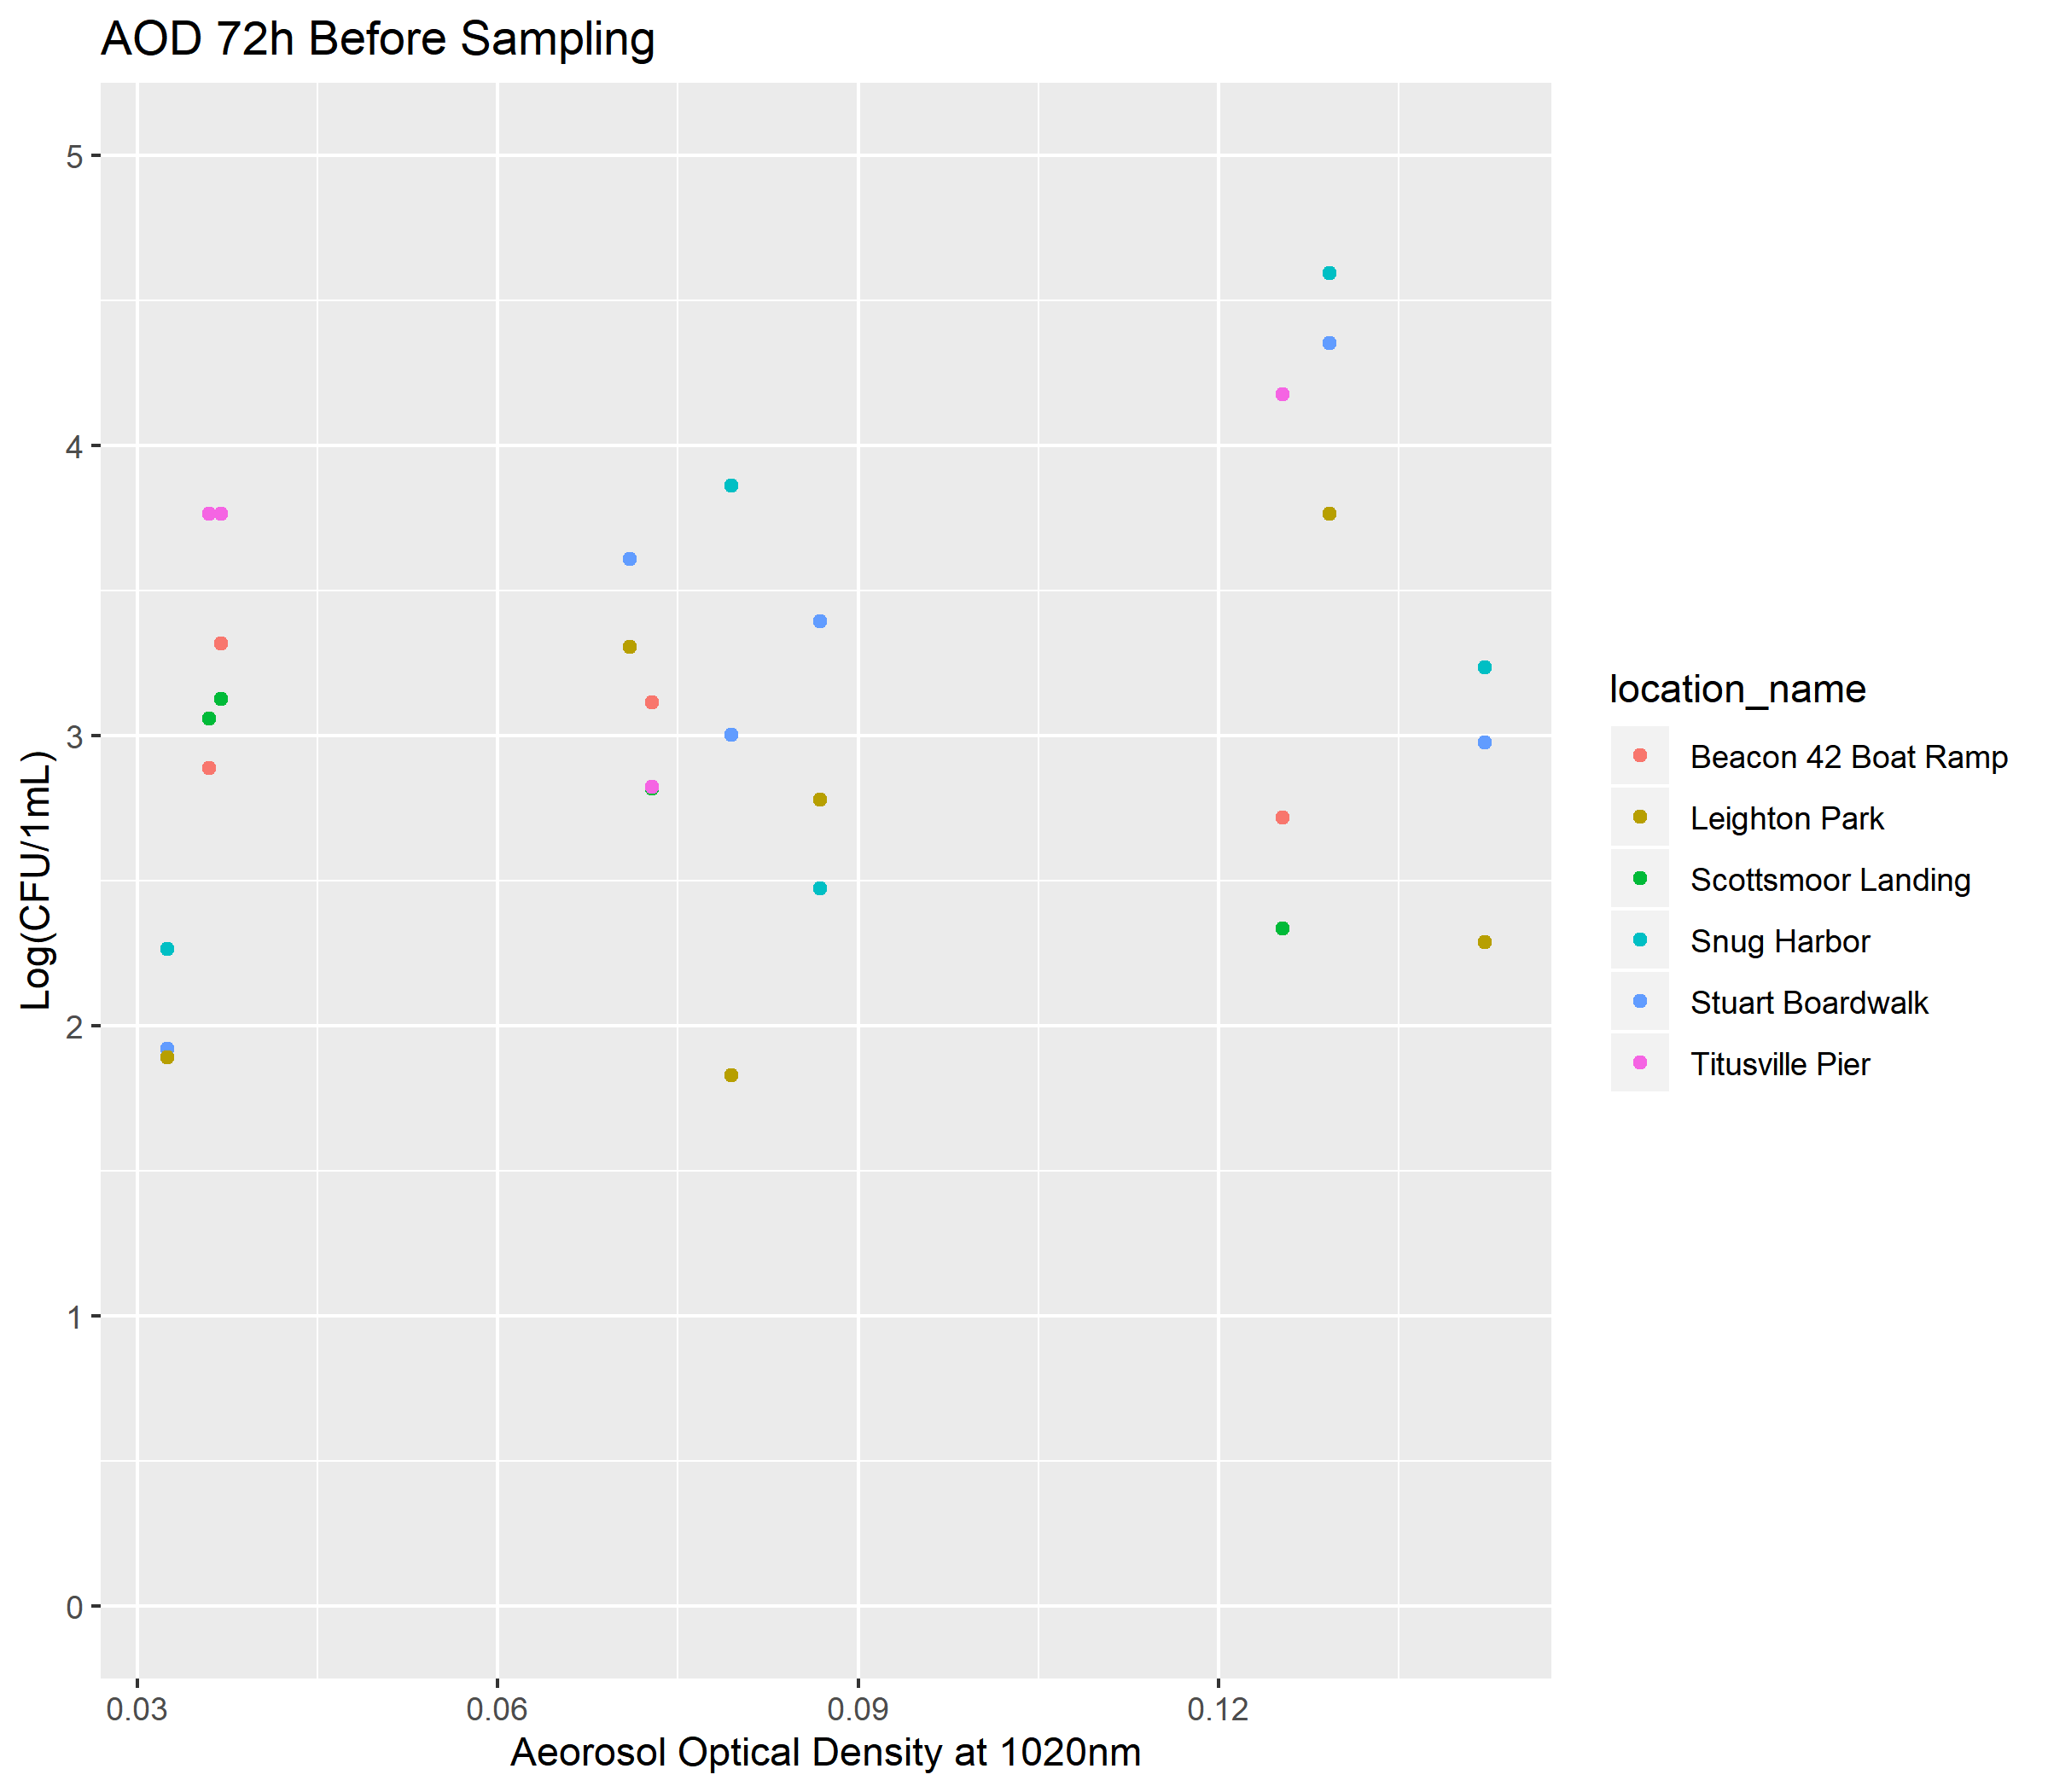 AOD 72h Before Sampling
5
4
3
2
1
0
Log(CFU/1mL)
0.03 0.06 0.09 0.12
Aeorosol Optical Density at 1020nm
location_name
Beacon 42 Boat Ramp
Leighton Park
Scottsmoor Landing
Snug Harbor
Stuart Boardwalk
Titusville Pier